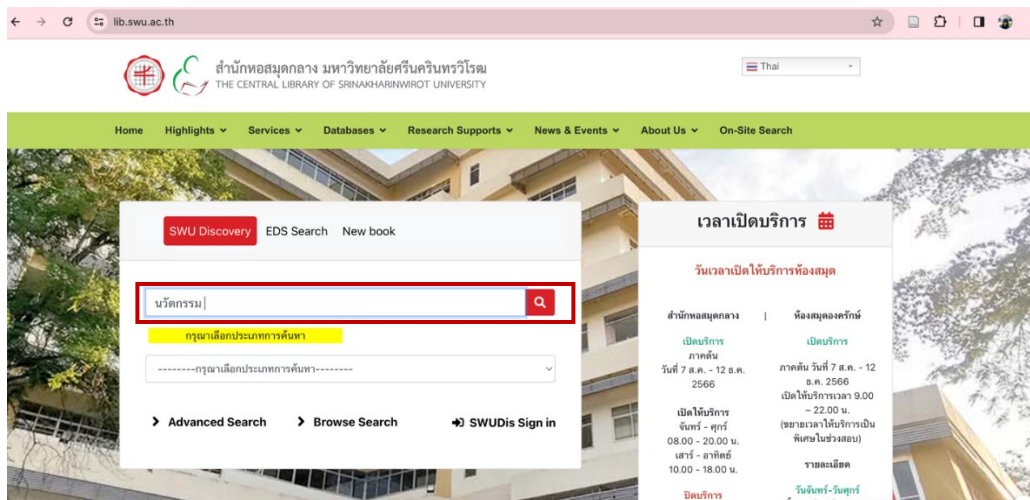 lib.swu.ac.th
สำนักหอสมุดกลาง มหาวิทยาลัยศรีนครินทรวิโรฒ
THE CENTRAL LIBRARY OF SRINAKHARINWIROT UNIVERSITY
Thai
Home Highlights Services Databases Research Supports News & Events About Us On-Site Search
SWU Discovery EDS Search New book
นวัตกรรม
กรุณาเลือกประเภทการค้นหา
--------กรุณาเลือกประเภทการค้นหา--------
Advanced Search Browse Search SWUDis Sign in
เวลาเปิดบริการ
วันเวลาเปิดให้บริการห้องสมุด
สำนักหอสมุดกลาง | ห้องสมุดองครักษ์
เปิดบริการ
ภาคต้น
วันที่ 7 ส.ค. - 12 ธ.ค.
2566
เปิดให้บริการ
จันทร์ - ศุกร์
08.00 - 20.00 น.
เสาร์ - อาทิตย์
10.00 - 18.00 น.
ปิดบริการ
เปิดบริการ
ภาคต้น วันที่ 7 ส.ค. - 12
ธ.ค. 2566
เปิดให้บริการเวลา 9.00
– 22.00 น.
(ขยายเวลาให้บริการเป็น
พิเศษในช่วงสอบ)
รายละเอียด
วันจันทร์-วันศุกร์